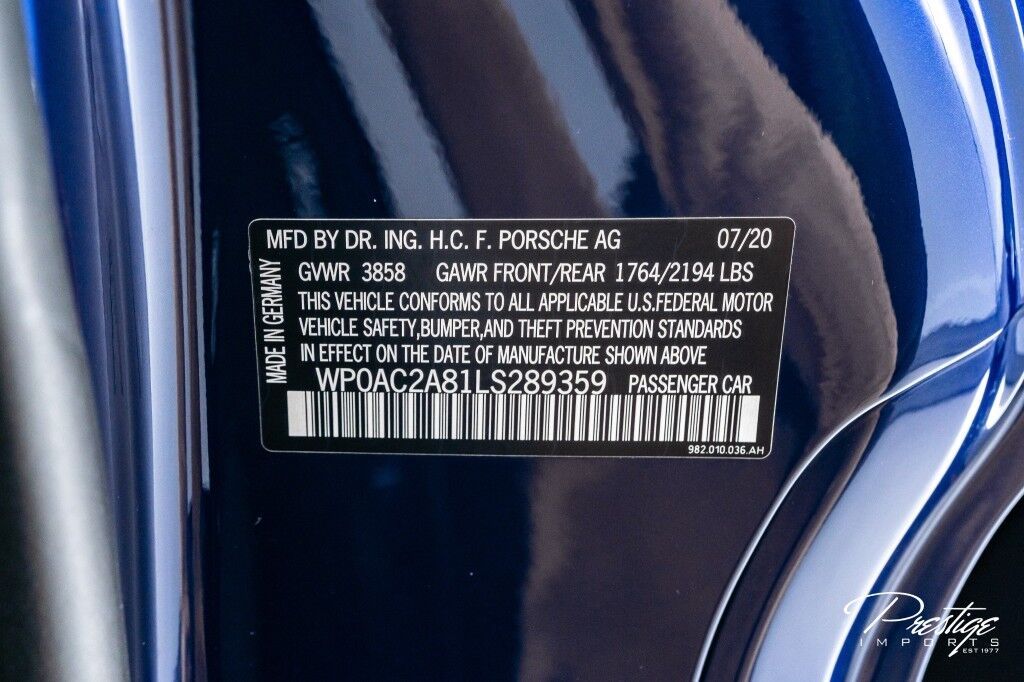 MFD BY DR. ING. H.C. F. PORSCHE AG 07/20
GVWR 3858 GAWR FRONT/REAR 1764/2194 LBS
THIS VEHICLE CONFORMS TO ALL APPLICABLE U.S.FEDERAL MOTOR
VEHICLE SAFETY,BUMPER,AND THEFT PREVENTION STANDARDS
IN EFFECT ON THE DATE OF MANUFACTURE SHOWN ABOVE
MADE IN GERMANY
WP0AC2A81LS289359 PASSENGER CAR
982.010.036.AH
Prestige
IMPORTS
EST 1977